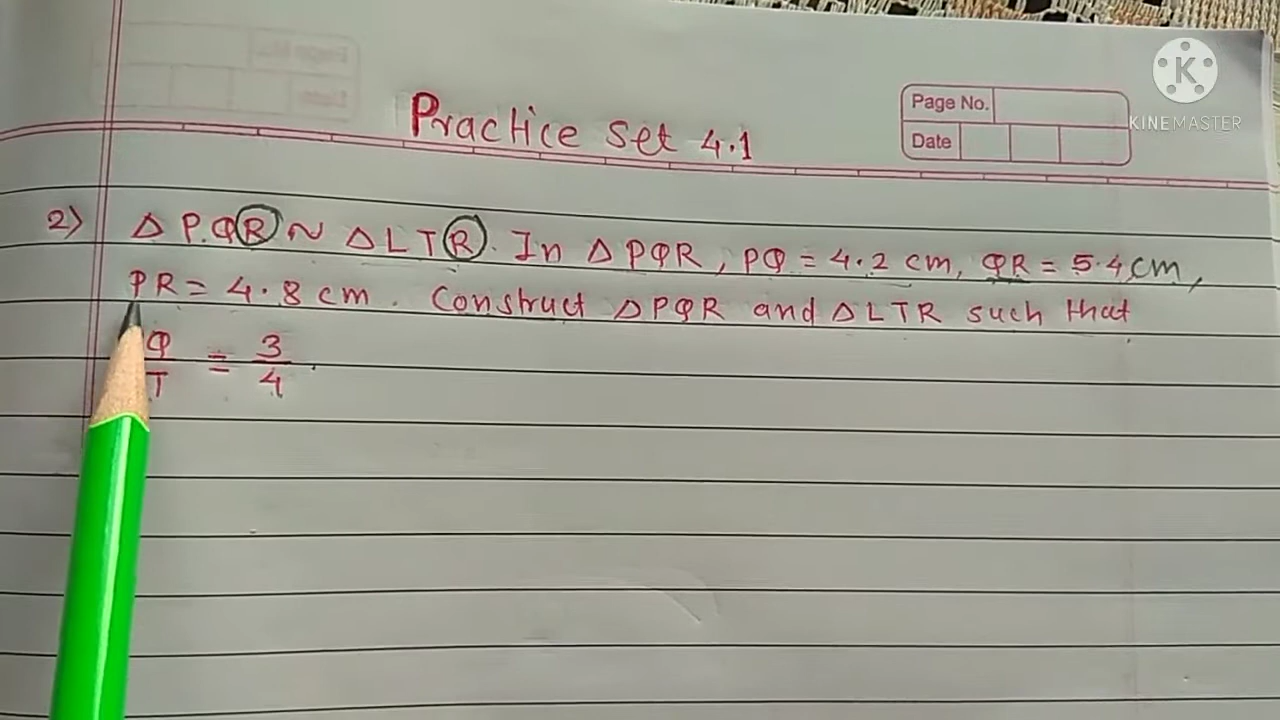 Practice Set 4.1
Page No.
Date
K
KINEMASTER
2) Δ P.QR ~ Δ LTR. In Δ PQR, PQ = 4.2 cm, QR = 5.4 cm,
PR = 4.8 cm. Construct Δ PQR and Δ LTR such that
Q/T = 3/4.